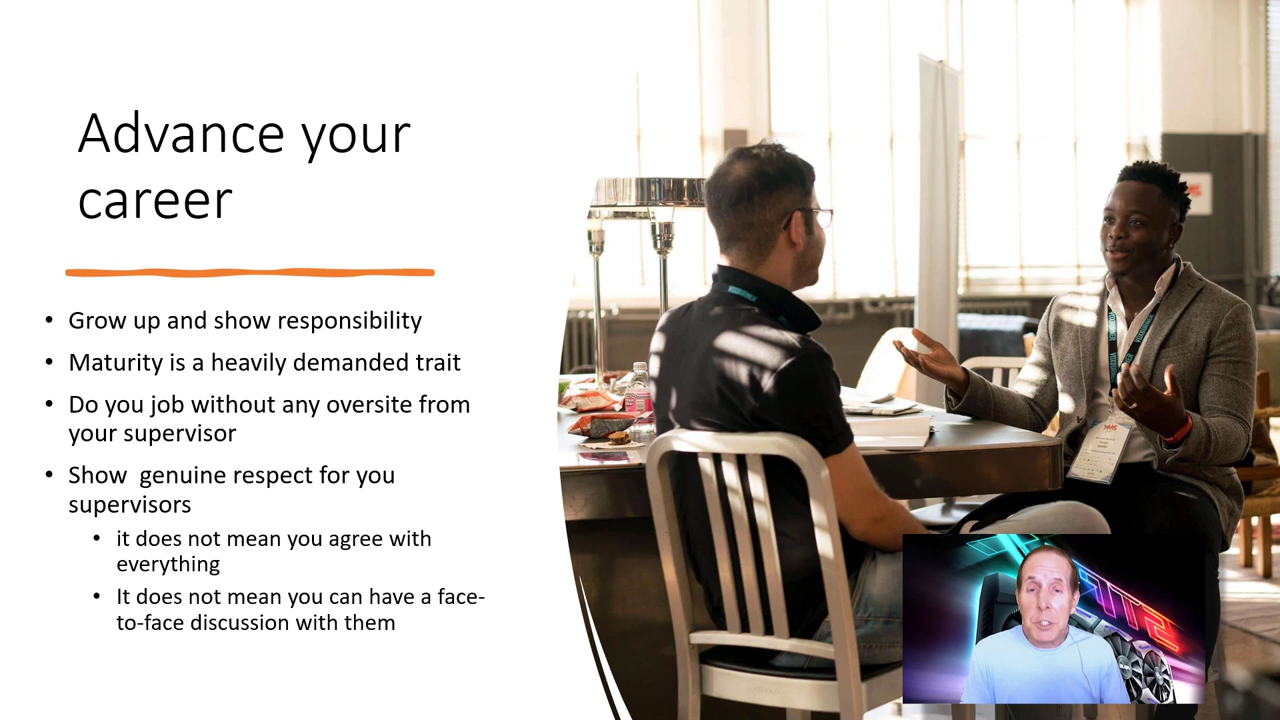 Advance your
career
• Grow up and show responsibility
• Maturity is a heavily demanded trait
• Do you job without any oversite from
your supervisor
• Show  genuine respect for you
supervisors
• it does not mean you agree with
everything
• It does not mean you can have a face-
to-face discussion with them